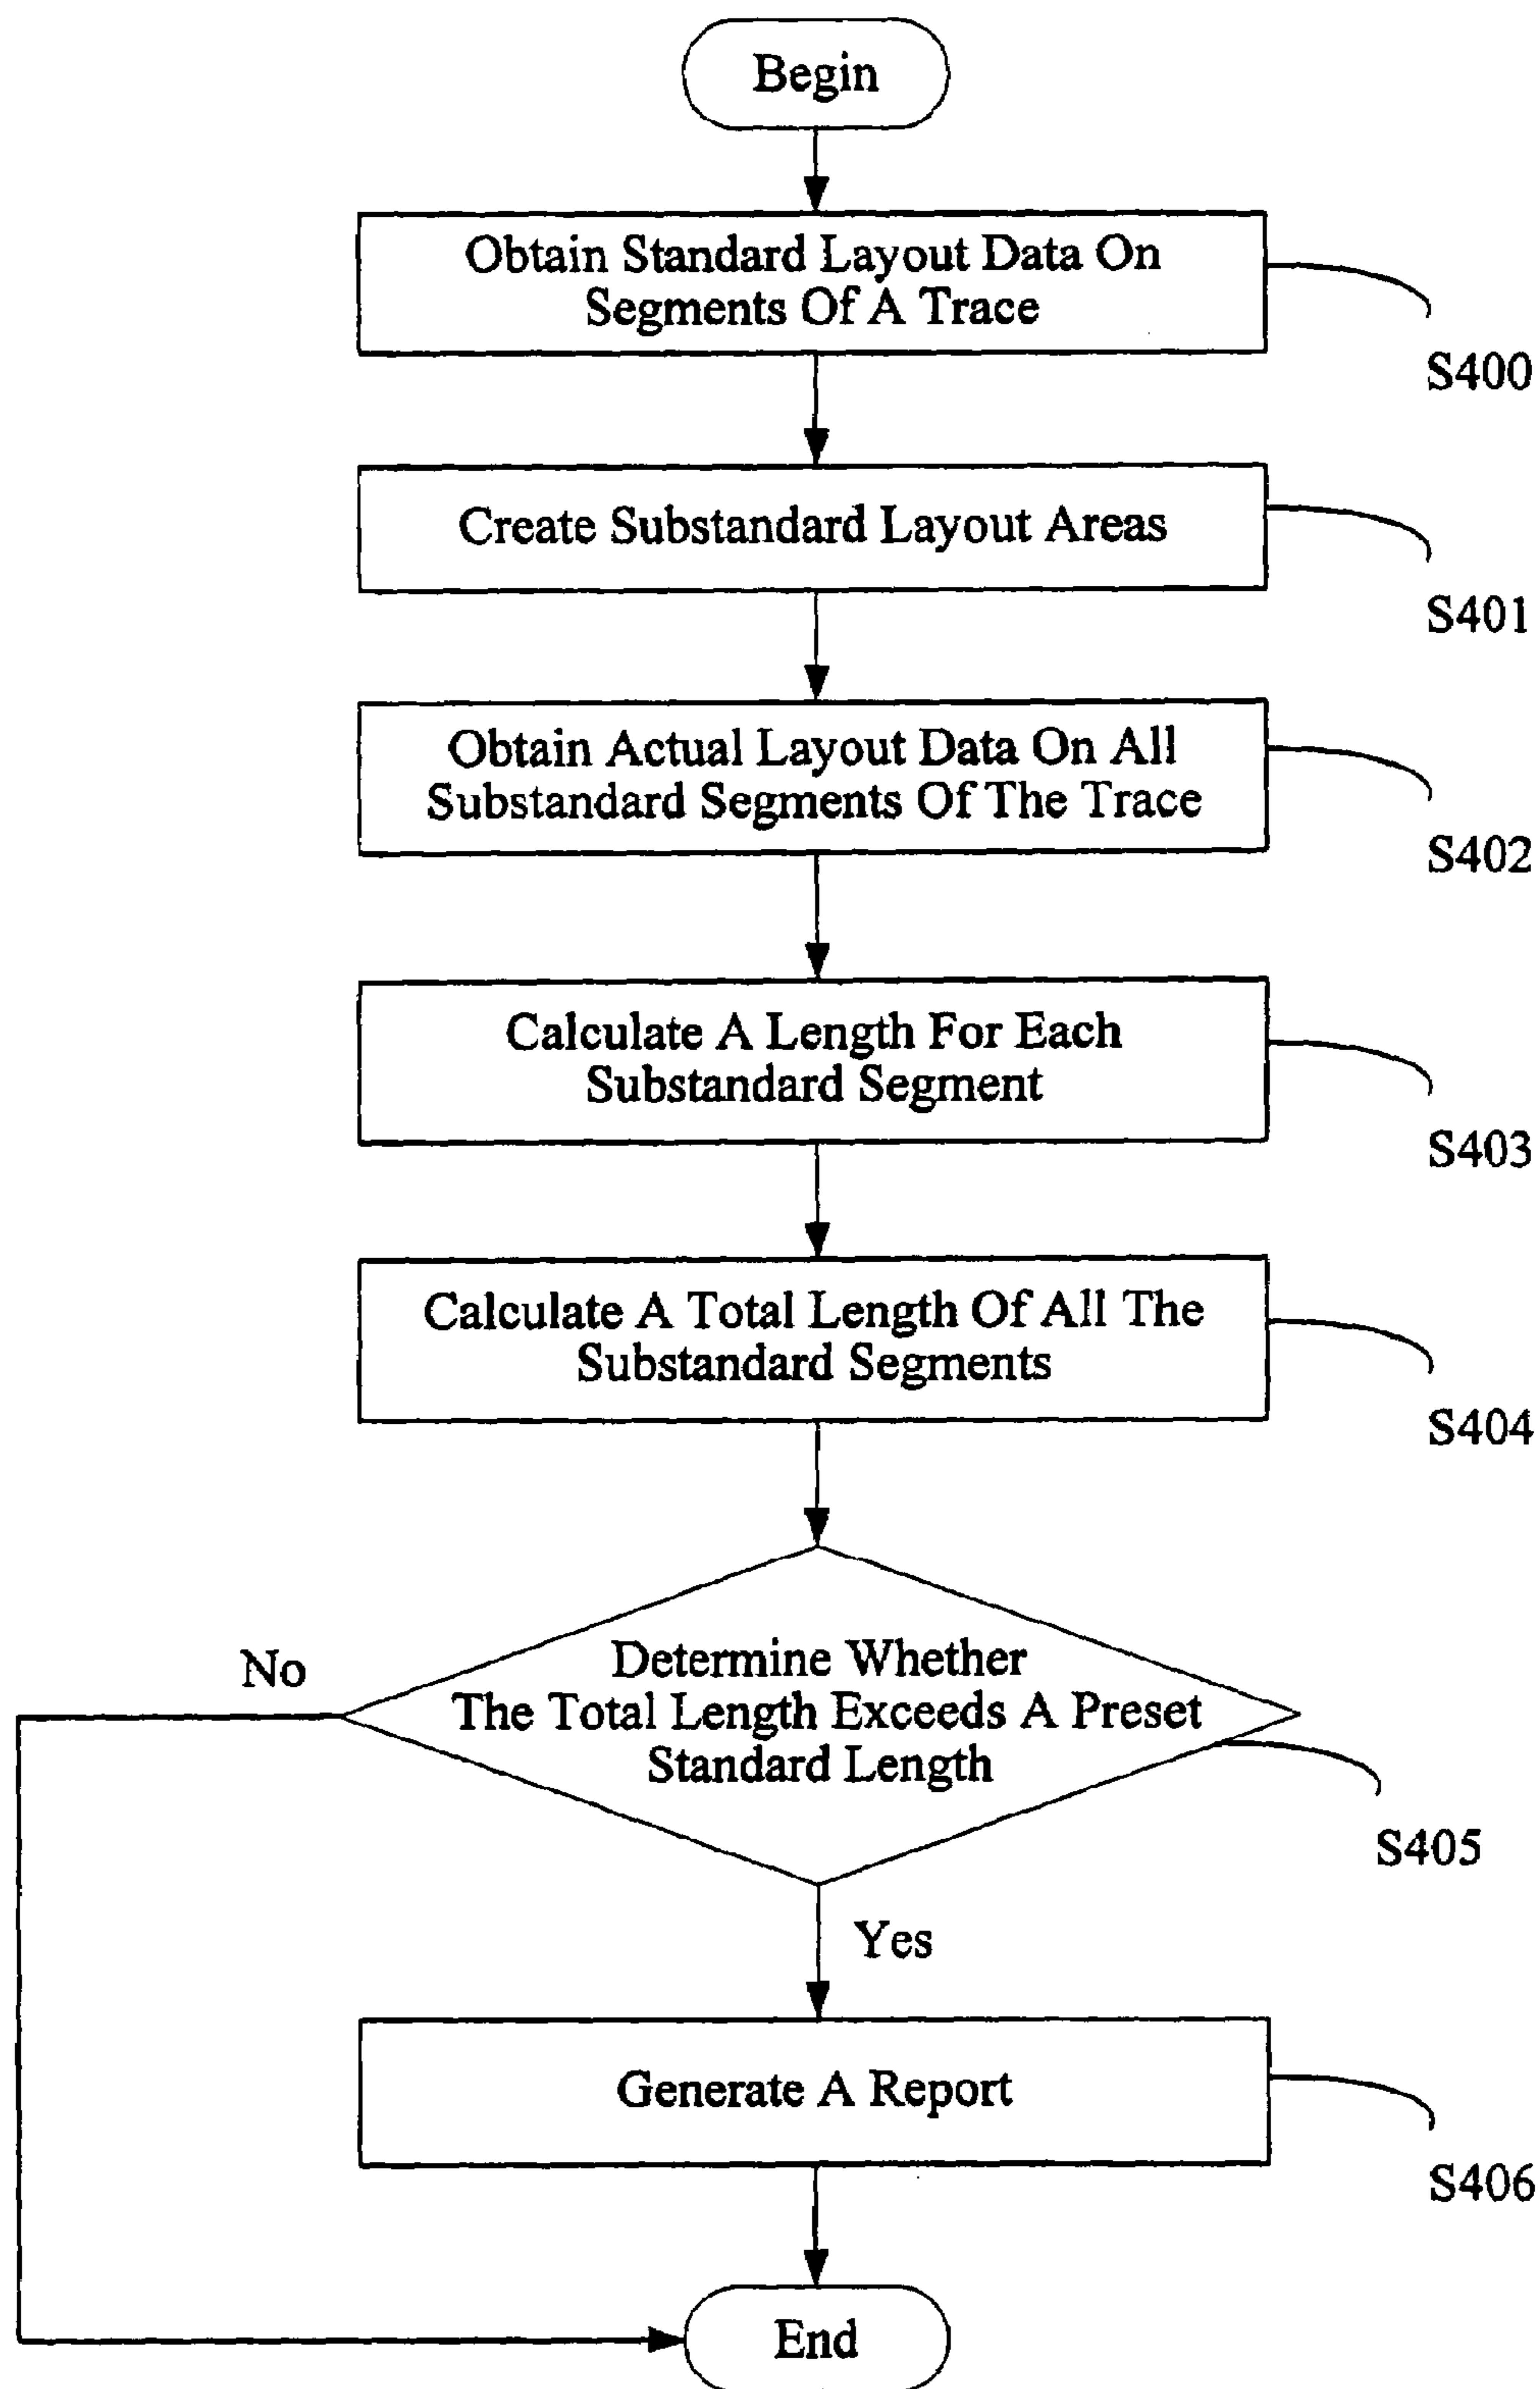 Begin
Obtain Standard Layout Data On
Segments Of A Trace
S400
Create Substandard Layout Areas
S401
Obtain Actual Layout Data On All
Substandard Segments Of The Trace
S402
Calculate A Length For Each
Substandard Segment
S403
Calculate A Total Length Of All The
Substandard Segments
S404
No
Determine Whether
The Total Length Exceeds A Preset
Standard Length
S405
Yes
Generate A Report
S406
End